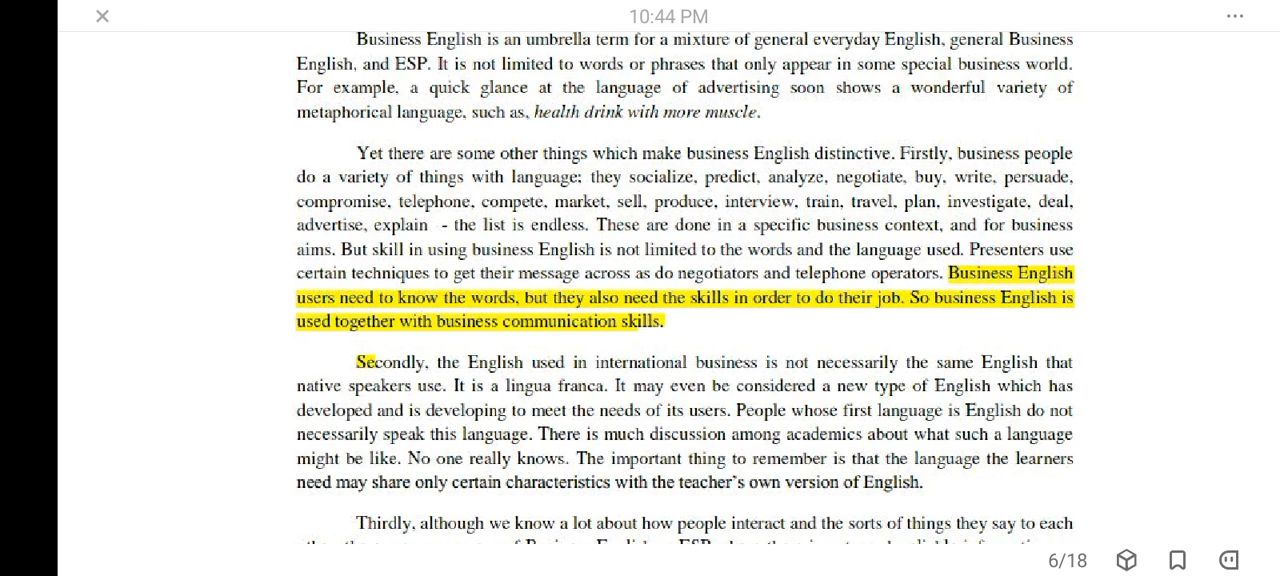 10:44 PM
Business English is an umbrella term for a mixture of general everyday English, general Business
English, and ESP. It is not limited to words or phrases that only appear in some special business world.
For example, a quick glance at the language of advertising soon shows a wonderful variety of
metaphorical language, such as, health drink with more muscle.
Yet there are some other things which make business English distinctive. Firstly, business people
do a variety of things with language; they socialize, predict, analyze, negotiate, buy, write, persuade,
compromise, telephone, compete, market, sell, produce, interview, train, travel, plan, investigate, deal,
advertise, explain - the list is endless. These are done in a specific business context, and for business
aims. But skill in using business English is not limited to the words and the language used. Presenters use
certain techniques to get their message across as do negotiators and telephone operators. Business English
users need to know the words, but they also need the skills in order to do their job. So business English is
used together with business communication skills.
Secondly, the English used in international business is not necessarily the same English that
native speakers use. It is a lingua franca. It may even be considered a new type of English which has
developed and is developing to meet the needs of its users. People whose first language is English do not
necessarily speak this language. There is much discussion among academics about what such a language
might be like. No one really knows. The important thing to remember is that the language the learners
need may share only certain characteristics with the teacher's own version of English.
Thirdly, although we know a lot about how people interact and the sorts of things they say to each
6/18